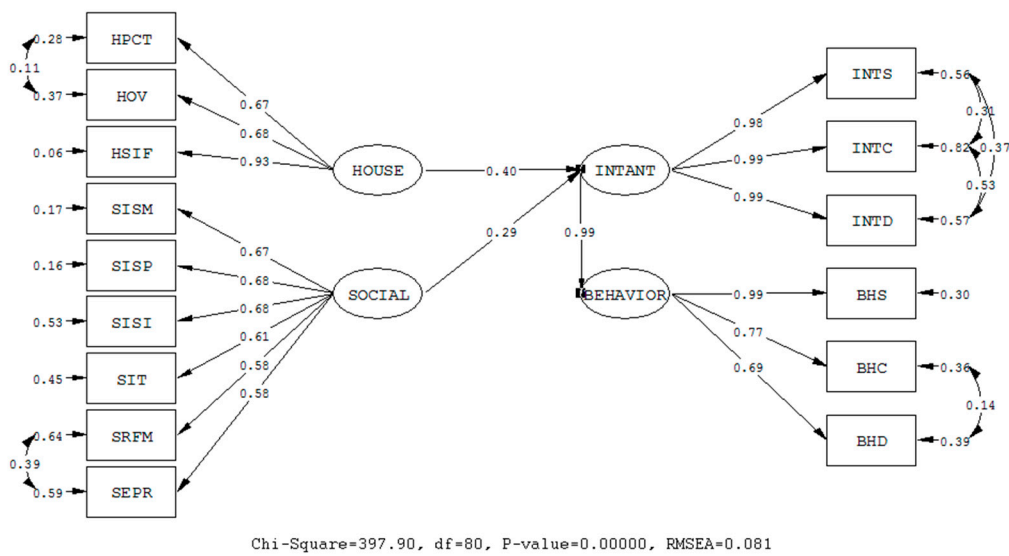 0.28
HPCT
0.11
0.37
HOV
0.06
HSIF
0.17
SISM
0.16
SISP
0.53
SISI
0.45
SIT
0.64
SRFM
0.39
0.59
SEPR
0.67
0.68
0.93
HOUSE
0.67
0.68
0.68
0.61
0.58
0.58
SOCIAL
0.40
0.29
INTANT
0.99
BEHAVIOR
0.98
0.99
0.99
0.99
0.77
0.69
INTS
0.56
0.31
INTC
0.82
0.37
0.53
INTD
0.57
BHS
0.30
BHC
0.36
0.14
BHD
0.39
Chi-Square=397.90, df=80, P-value=0.00000, RMSEA=0.081